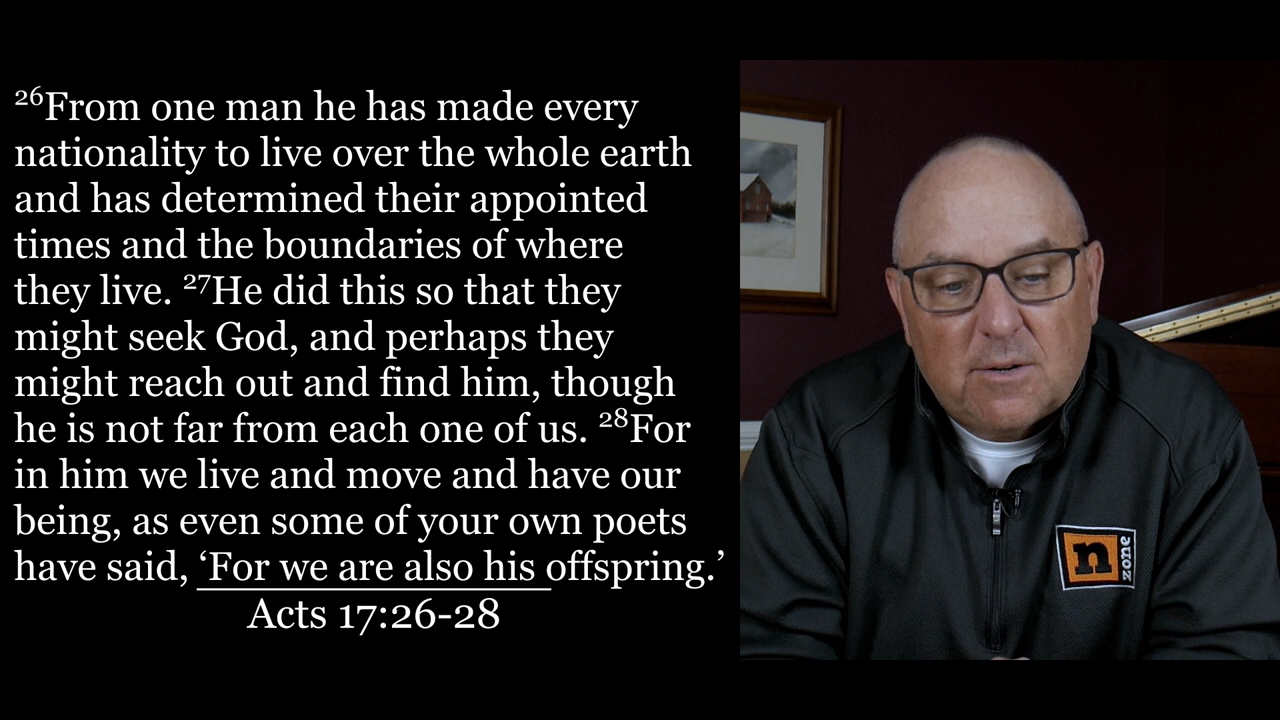 ²⁶From one man he has made every
nationality to live over the whole earth
and has determined their appointed
times and the boundaries of where
they live. ²⁷He did this so that they
might seek God, and perhaps they
might reach out and find him, though
he is not far from each one of us. ²⁸For
in him we live and move and have our
being, as even some of your own poets
have said, ‘For we are also his offspring.’
Acts 17:26-28
n zone